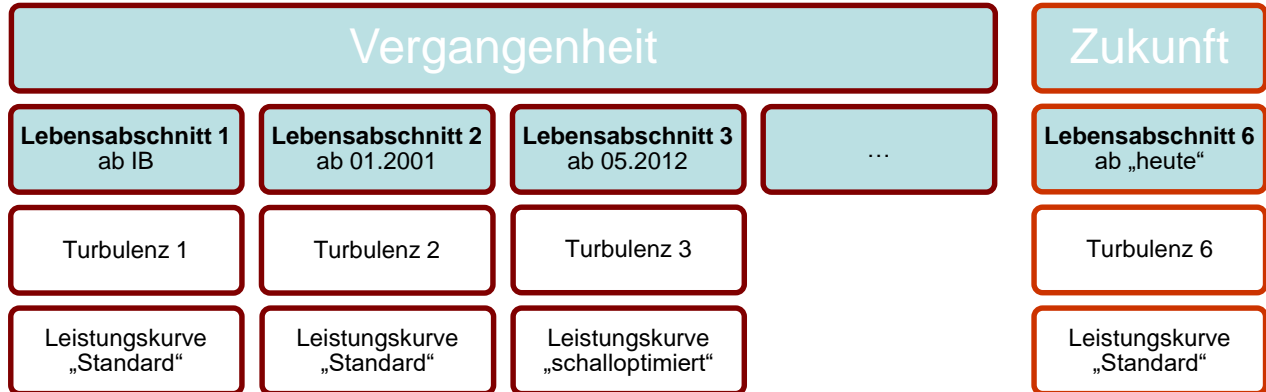 Vergangenheit
Zukunft
Lebensabschnitt 1
ab IB
Lebensabschnitt 2
ab 01.2001
Lebensabschnitt 3
ab 05.2012
…
Lebensabschnitt 6
ab „heute“
Turbulenz 1
Turbulenz 2
Turbulenz 3
Turbulenz 6
Leistungskurve
„Standard“
Leistungskurve
„Standard“
Leistungskurve
„schalloptimiert“
Leistungskurve
„Standard“